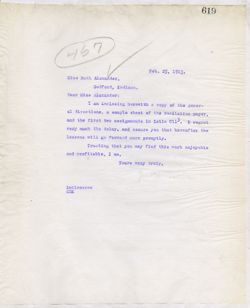 619
467
Feb. 25, 1913.
Miss Ruth Alexander,
Bedford, Indiana.
Dear Miss Alexander:
I am inclosing herewith a copy of the general directions, a sample sheet of the recitation paper,
and the first two assignments in Latin C11. I regret
very much the delay, and assure you that hereafter the
lessons will go forward more promptly.
Trusting that you may find this work enjoyable
and profitable, I am,
Yours very truly,
Inclosures